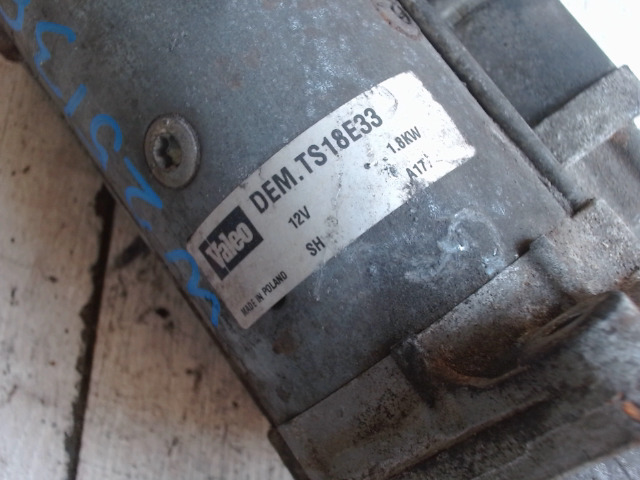 Valeo
DEM.TS18E33
12V 1.8KW
SH A17
MADE IN POLAND